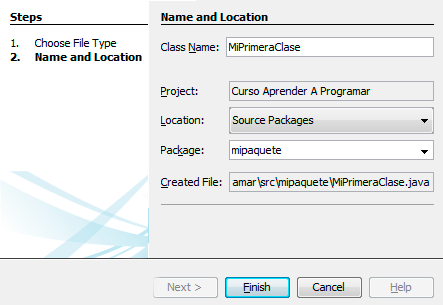 Steps
1. Choose File Type
2. Name and Location
Name and Location
Class Name: MiPrimeraClase
Project: Curso Aprender A Programar
Location: Source Packages
Package: mipaquete
Created File: amar\src\mipaquete\MiPrimeraClase.java
Next > Finish Cancel Help